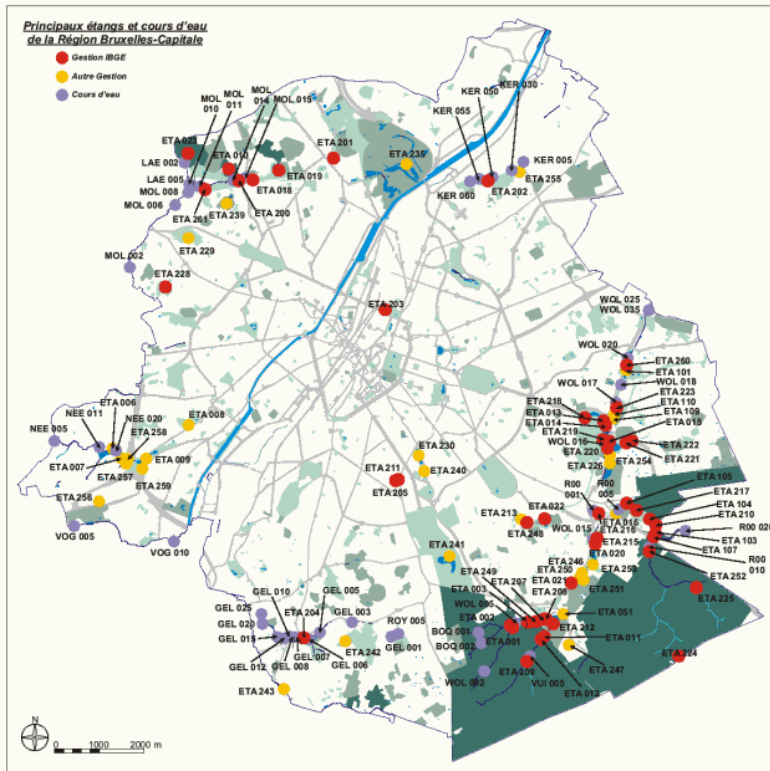 Principaux étangs et cours d'eau
de la Région Bruxelles-Capitale
Gestion IBGE
Autre Gestion
Cours d'eau
MOL 010
MOL 011
MOL 014
MOL 015
ETA 023
LAE 002
LAE 005
MOL 008
MOL 006
ETA 010
ETA 201
ETA 019
ETA 018
ETA 200
ETA 261
ETA 239
ETA 235
KER 030
KER 050
KER 055
KER 005
ETA 255
ETA 202
KER 060
ETA 229
MOL 002
ETA 228
ETA 203
WOL 025
WOL 035
WOL 020
ETA 260
ETA 101
WOL 018
WOL 017
ETA 223
ETA 110
ETA 109
ETA 015
ETA 218
ETA 013
ETA 014
ETA 219
WOL 016
ETA 220
ETA 226
ETA 222
ETA 221
ETA 254
ETA 006
NEE 011
NEE 020
ETA 258
NEE 005
ETA 007
ETA 257
ETA 259
ETA 009
ETA 008
ETA 256
VOG 005
VOG 010
ETA 230
ETA 240
ETA 211
ETA 205
ETA 213
ETA 022
ETA 248
ETA 241
R00 001
R00 005
ETA 105
ETA 217
ETA 104
ETA 210
R00 020
ETA 103
ETA 107
R00 010
ETA 252
ETA 225
WOL 015
ETA 016
ETA 216
ETA 215
ETA 020
ETA 246
ETA 250
ETA 253
ETA 021
ETA 251
ETA 249
ETA 207
ETA 003
ETA 206
WOL 005
ETA 002
ETA 051
BOQ 001
ETA 001
ETA 212
BOQ 002
ETA 011
ETA 247
ETA 224
WOL 002
ETA 208
VUI 005
ETA 012
GEL 010
GEL 005
GEL 025
ETA 204
GEL 003
ROY 005
GEL 020
GEL 015
GEL 012
GEL 008
GEL 007
GEL 006
ETA 242
GEL 001
ETA 243
N
0
1000
2000 m